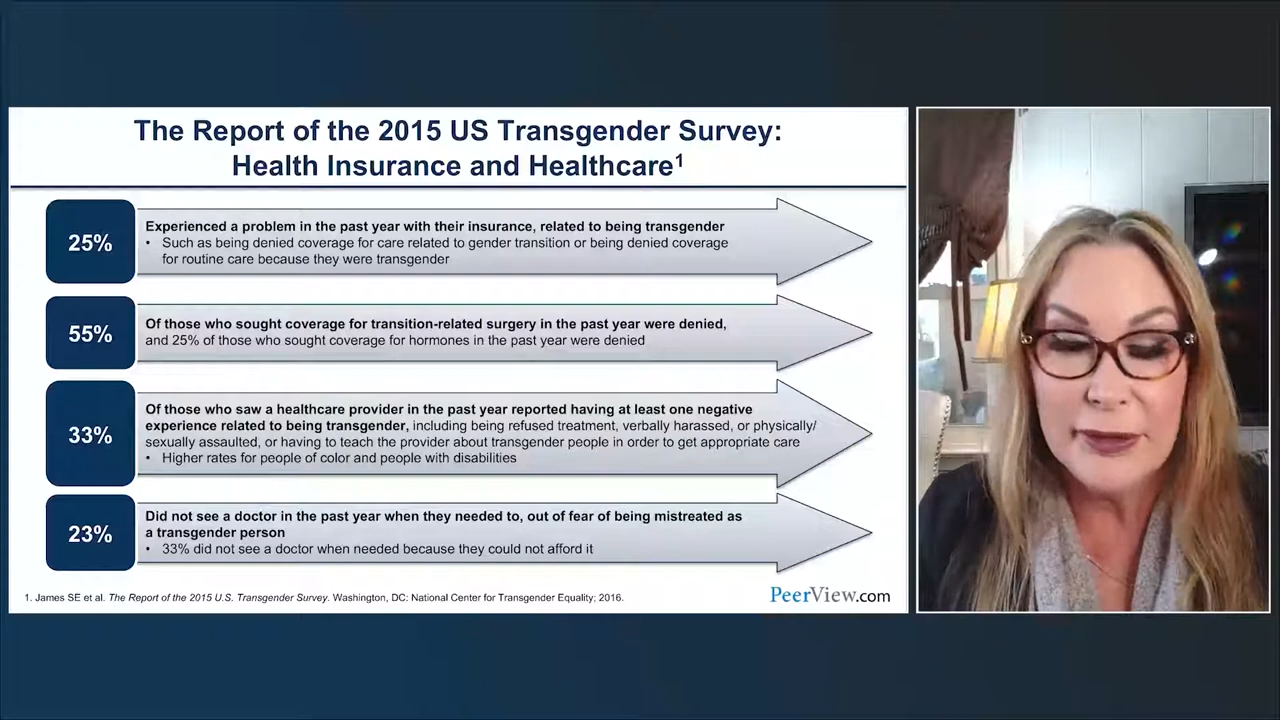 The Report of the 2015 US Transgender Survey:
Health Insurance and Healthcare¹
25%
Experienced a problem in the past year with their insurance, related to being transgender
• Such as being denied coverage for care related to gender transition or being denied coverage
for routine care because they were transgender
55%
Of those who sought coverage for transition-related surgery in the past year were denied,
and 25% of those who sought coverage for hormones in the past year were denied
33%
Of those who saw a healthcare provider in the past year reported having at least one negative
experience related to being transgender, including being refused treatment, verbally harassed, or physically/
sexually assaulted, or having to teach the provider about transgender people in order to get appropriate care
• Higher rates for people of color and people with disabilities
23%
Did not see a doctor in the past year when they needed to, out of fear of being mistreated as
a transgender person
• 33% did not see a doctor when needed because they could not afford it
1. James SE et al. The Report of the 2015 U.S. Transgender Survey. Washington, DC: National Center for Transgender Equality; 2016.
PeerView.com